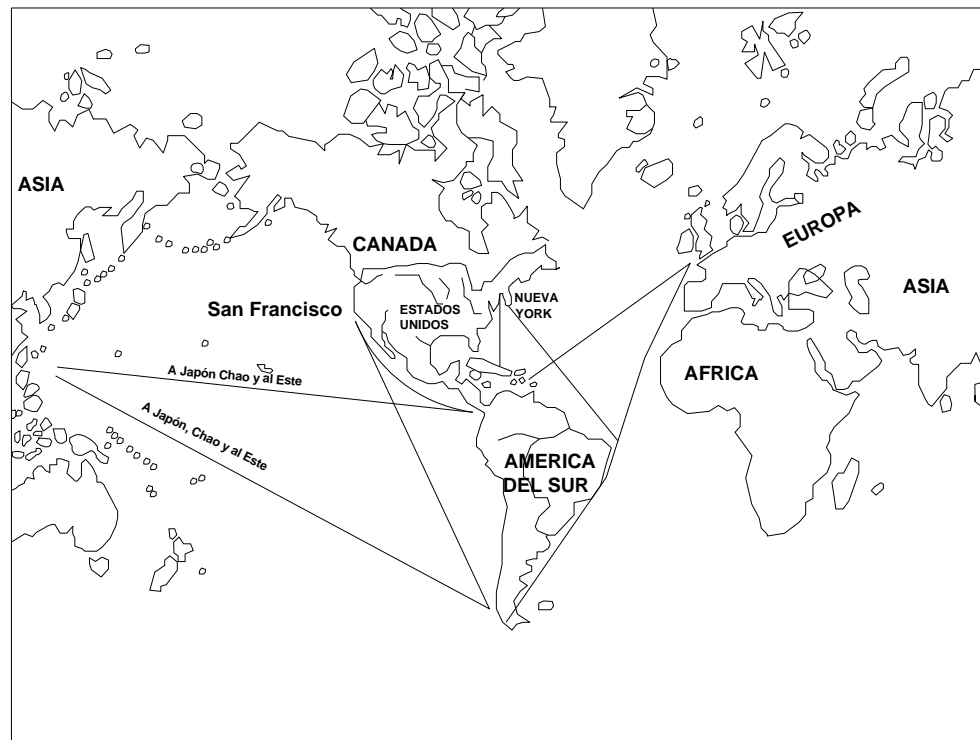 ASIA
EUROPA
CANADA
ASIA
San Francisco
ESTADOS
UNIDOS
NUEVA
YORK
A Japón Chao y al Este
AFRICA
A Japón, Chao y al Este
AMERICA
DEL SUR